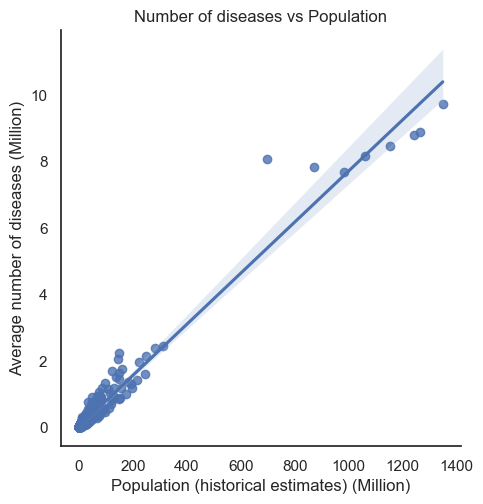 Number of diseases vs Population
Average number of diseases (Million)
10
8
6
4
2
0
0 200 400 600 800 1000 1200 1400
Population (historical estimates) (Million)